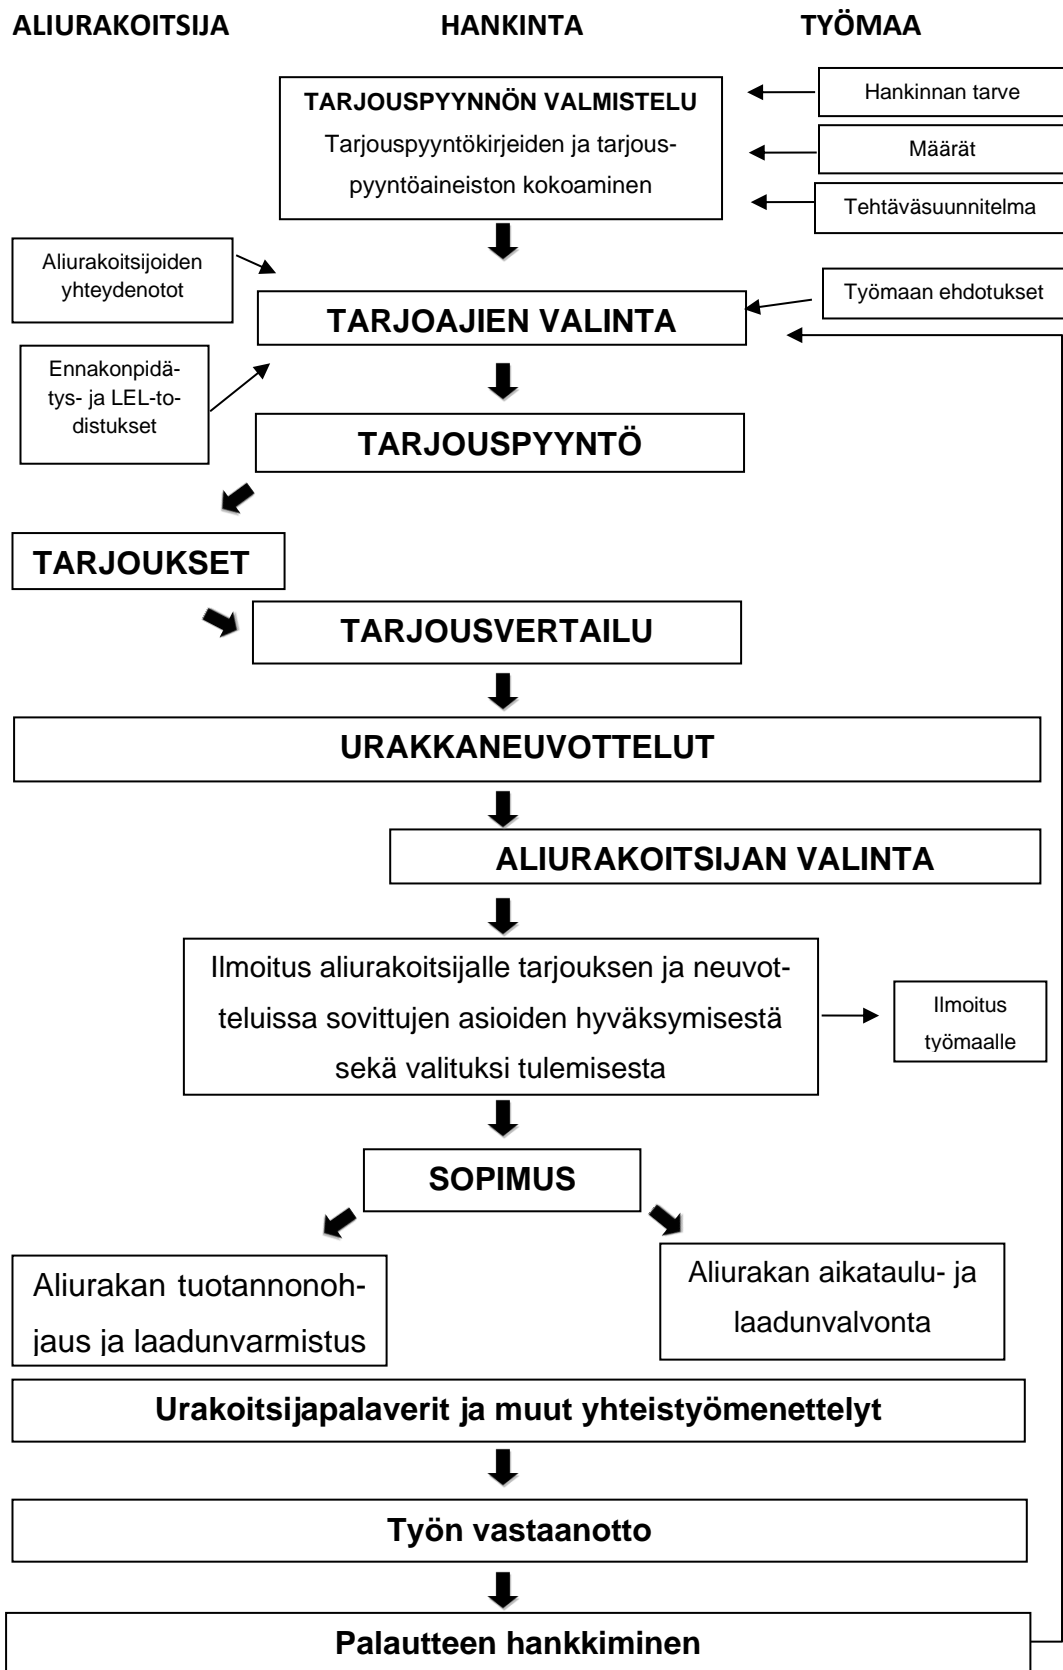 ALIURAKOITSIJA
HANKINTA
TYÖMAA
TARJOUSPYYNNÖN VALMISTELU
Tarjouspyyntökirjeiden ja tarjous-
pyyntöaineiston kokoaminen
Hankinnan tarve
Määrät
Tehtäväsuunnitelma
Aliurakoitsijoiden
yhteydenotot
TARJOAJIEN VALINTA
Työmaan ehdotukset
Ennakonpidä-
tys- ja LEL-to-
distukset
TARJOUSPYYNTÖ
TARJOUKSET
TARJOUSVERTAILU
URAKKANEUVOTTELUT
ALIURAKOITSIJAN VALINTA
Ilmoitus aliurakoitsijalle tarjouksen ja neuvot-
teluissa sovittujen asioiden hyväksymisestä
sekä valituksi tulemisesta
Ilmoitus
työmaalle
SOPIMUS
Aliurakan tuotannonoh-
jaus ja laadunvarmistus
Aliurakan aikataulu- ja
laadunvalvonta
Urakoitsijapalaverit ja muut yhteistyömenettelyt
Työn vastaanotto
Palautteen hankkiminen